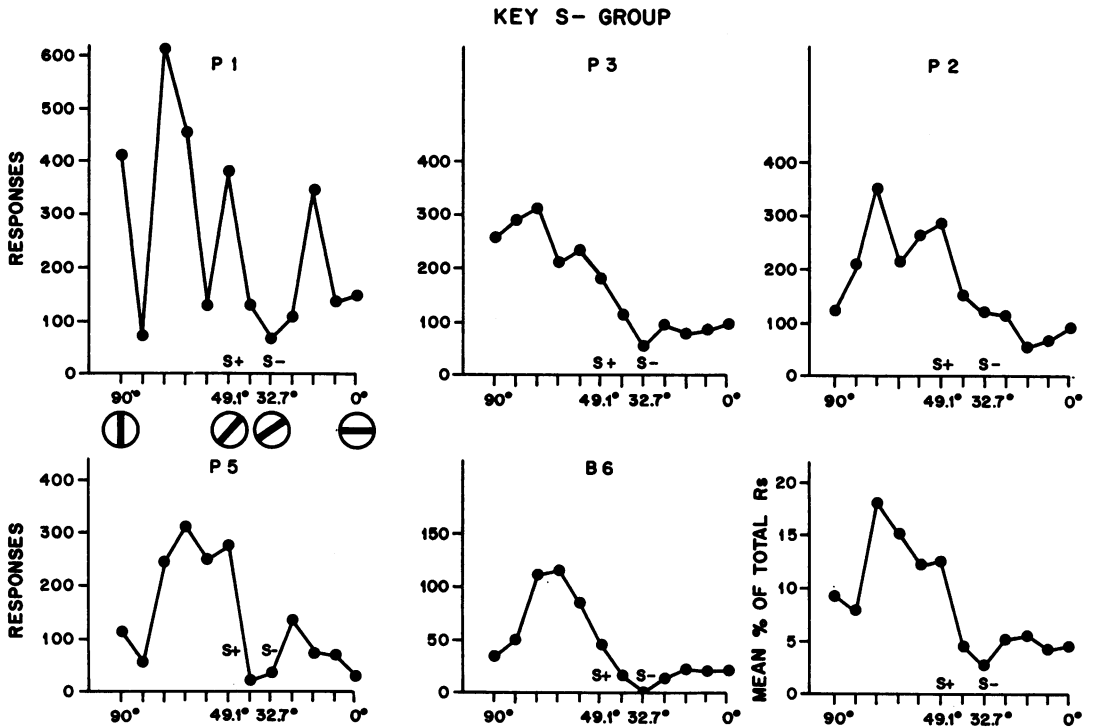 KEY S- GROUP
P 1
P 3
P 2
RESPONSES
600
500
400
300
200
100
0
S+ S-
90° 49.1° 32.7° 0°
400
300
200
100
0
S+ S-
90° 49.1° 32.7° 0°
400
300
200
100
0
S+ S-
90° 49.1° 32.7° 0°
P 5
B 6
RESPONSES
400
300
200
100
0
S+ S-
90° 49.1° 32.7° 0°
150
100
50
0
S+ S-
90° 49.1° 32.7° 0°
MEAN % OF TOTAL Rs
20
15
10
5
0
S+ S-
90° 49.1° 32.7° 0°